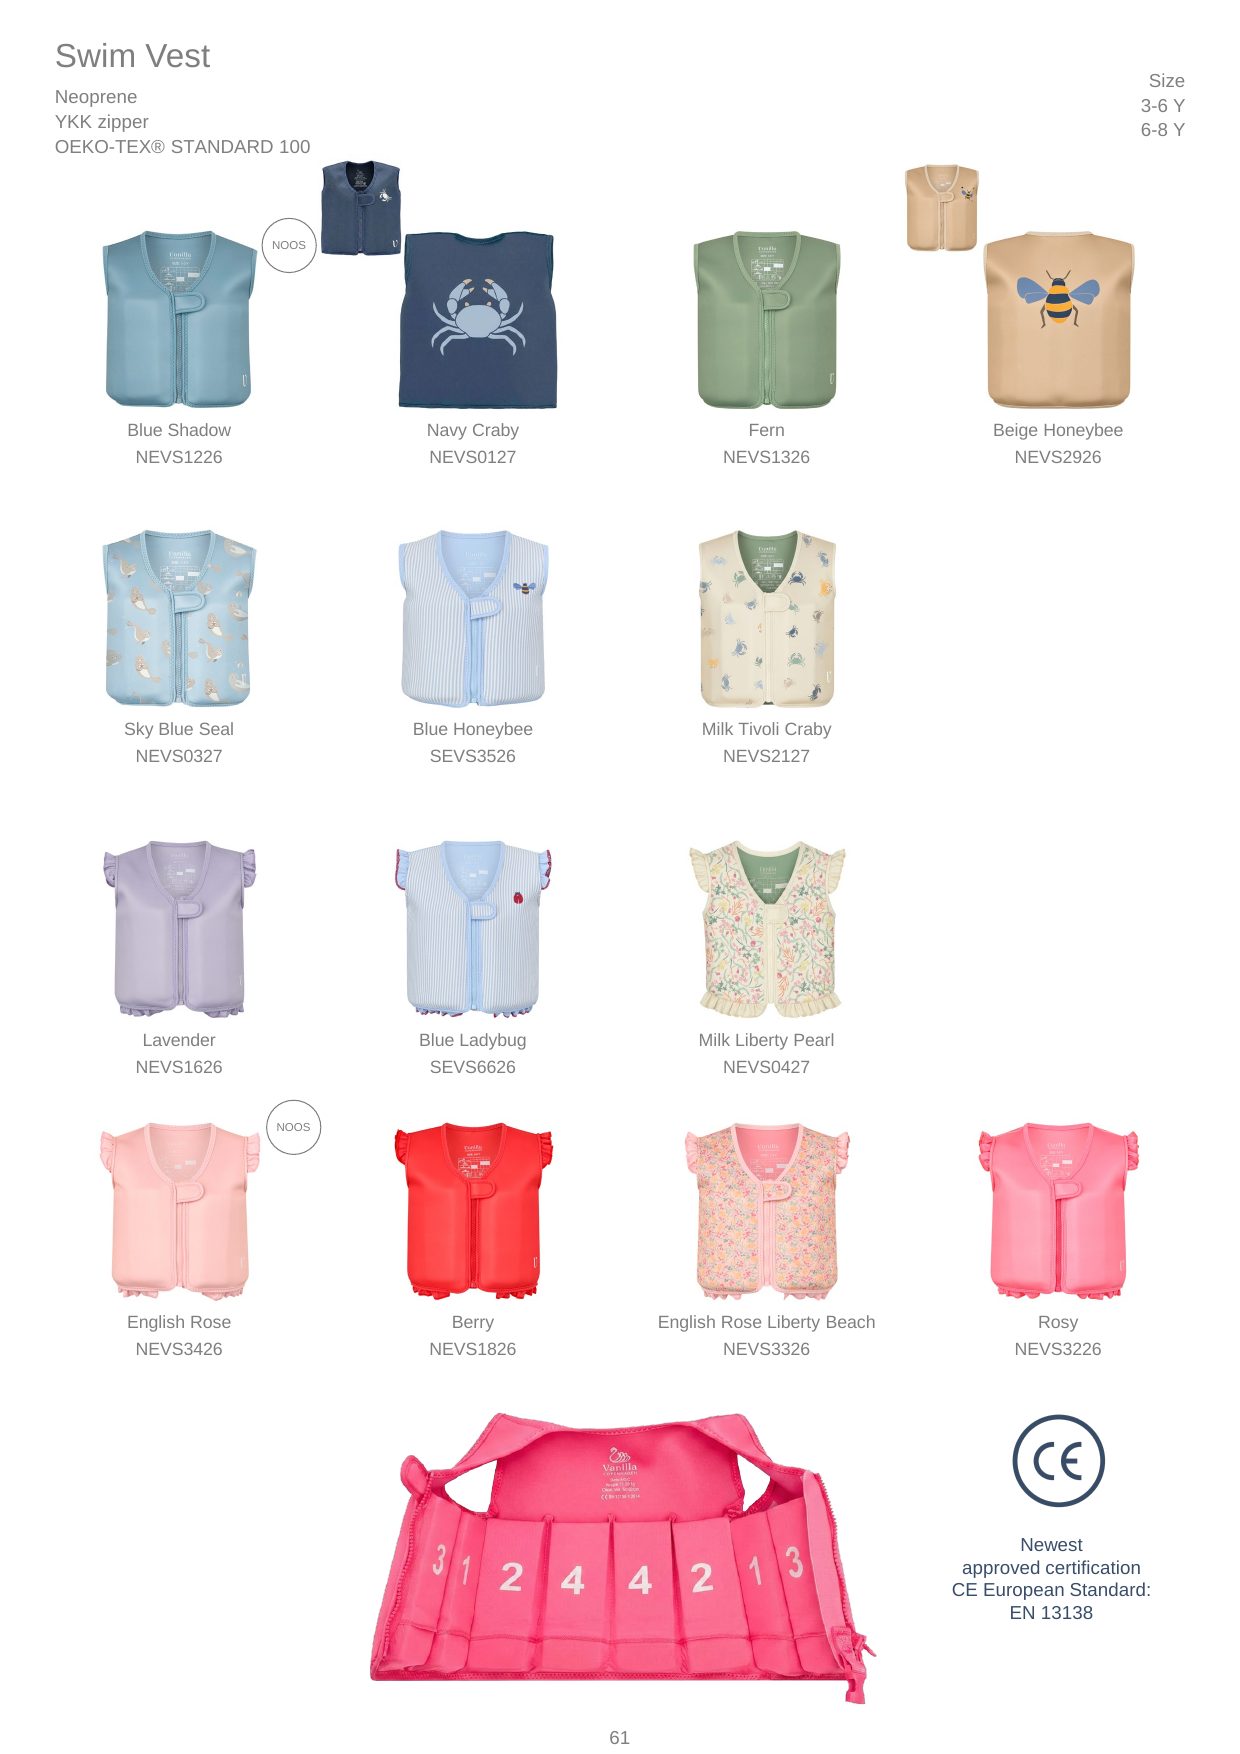 Swim Vest
Neoprene
YKK zipper
OEKO-TEX® STANDARD 100
Size
3-6 Y
6-8 Y
NOOS
Blue Shadow
NEVS1226
Navy Craby
NEVS0127
Fern
NEVS1326
Beige Honeybee
NEVS2926
Sky Blue Seal
NEVS0327
Blue Honeybee
SEVS3526
Milk Tivoli Craby
NEVS2127
Lavender
NEVS1626
Blue Ladybug
SEVS6626
Milk Liberty Pearl
NEVS0427
NOOS
English Rose
NEVS3426
Berry
NEVS1826
English Rose Liberty Beach
NEVS3326
Rosy
NEVS3226
Vanilla
COPENHAGEN
3 1 2 4 4 2 1 3
CE
Newest
approved certification
CE European Standard:
EN 13138
61